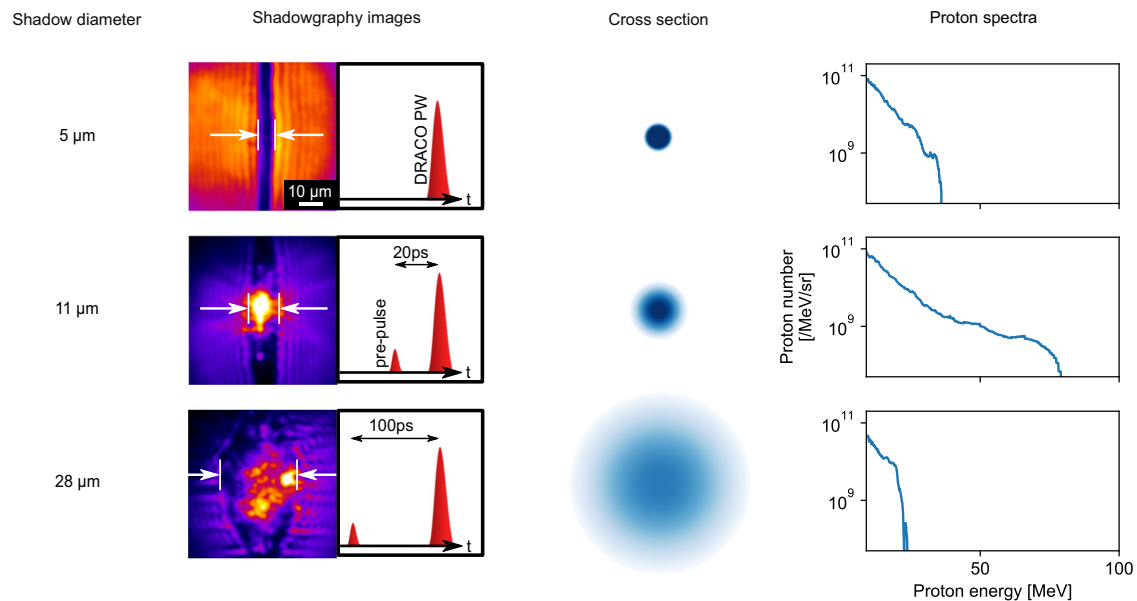 Shadow diameter
Shadowgraphy images
Cross section
Proton spectra
5 µm
10 µm
DRACO PW
t
10¹¹
10⁹
11 µm
20ps
pre-pulse
t
Proton number
[/MeV/sr]
10¹¹
10⁹
28 µm
100ps
t
10¹¹
10⁹
50
100
Proton energy [MeV]